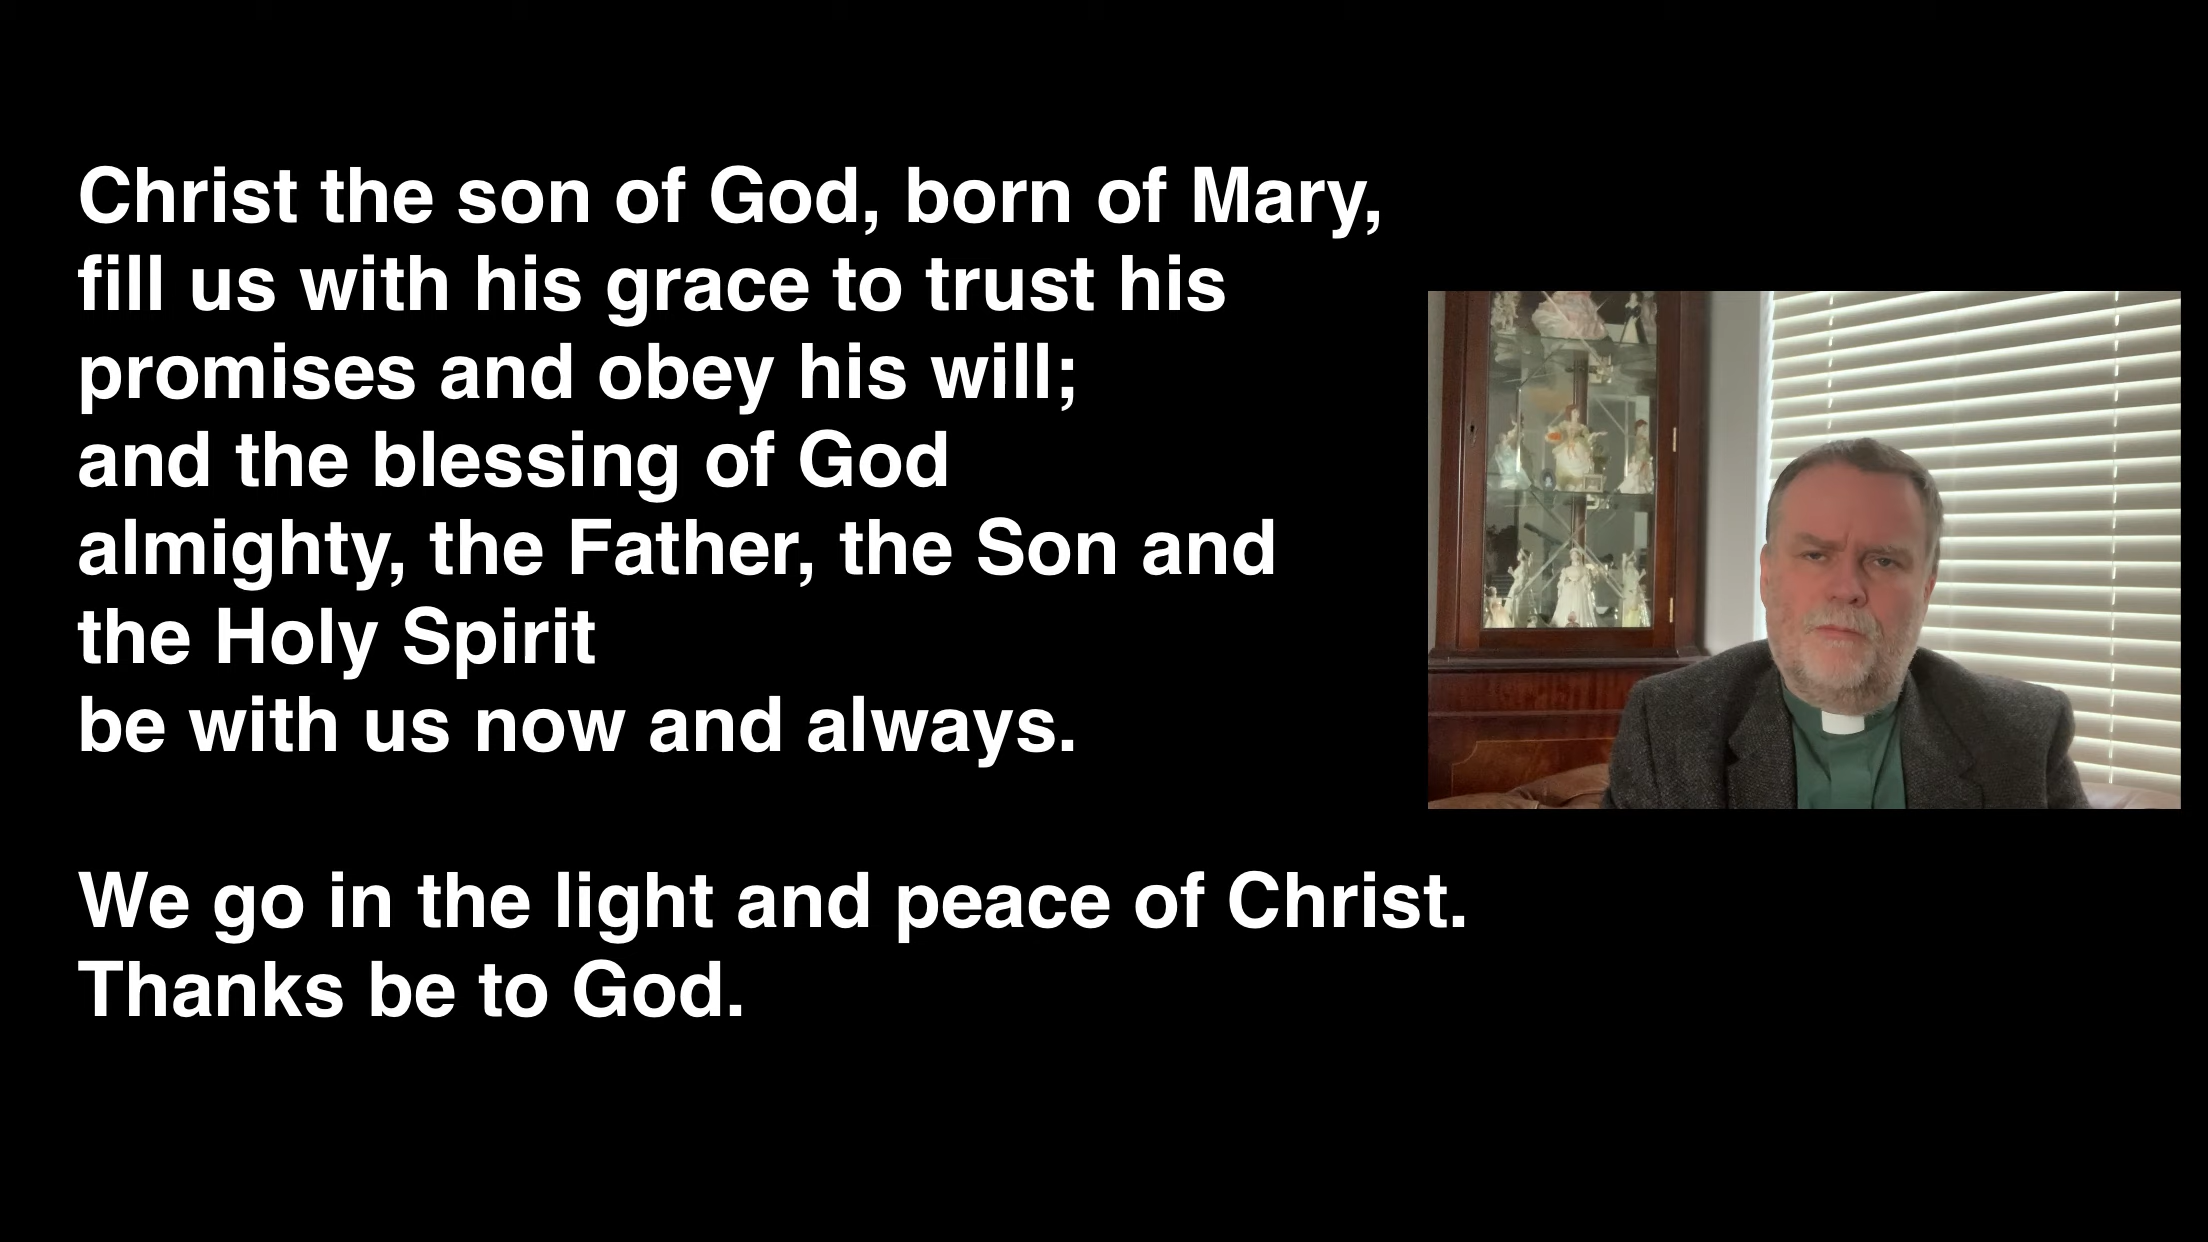 Christ the son of God, born of Mary,
fill us with his grace to trust his
promises and obey his will;
and the blessing of God
almighty, the Father, the Son and
the Holy Spirit
be with us now and always.
We go in the light and peace of Christ.
Thanks be to God.